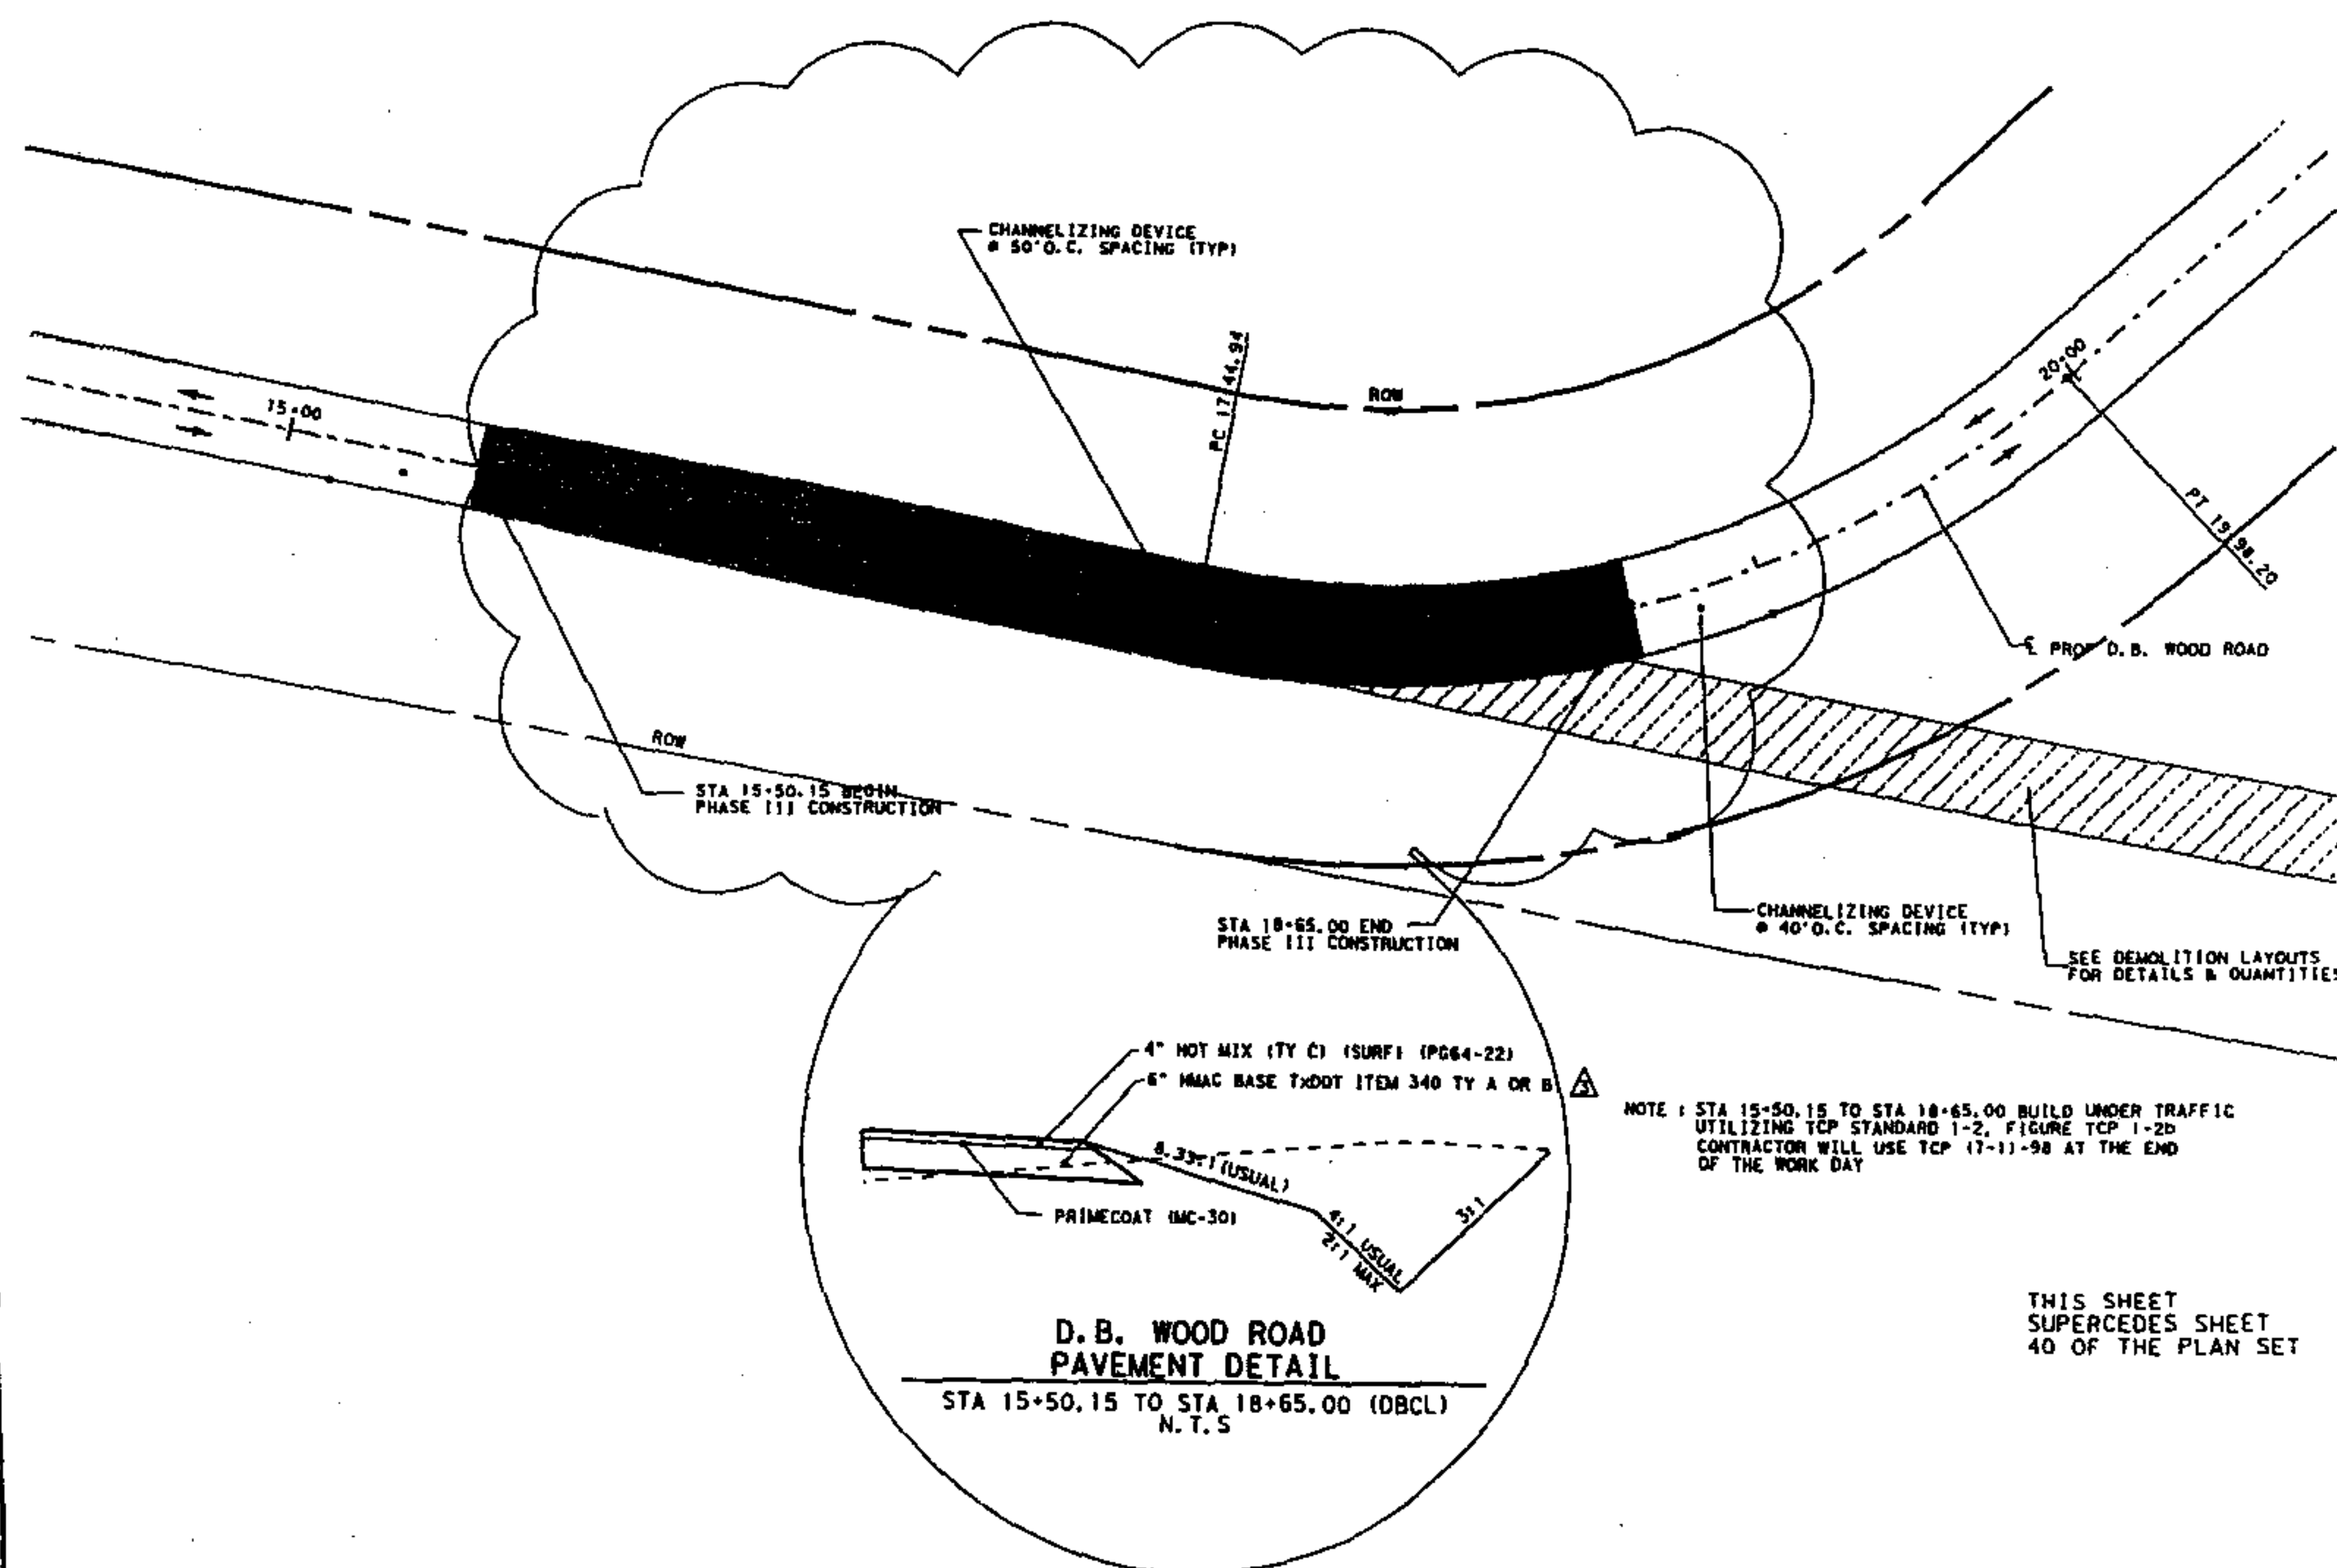 CHANNELIZING DEVICE
@ 50'O.C. SPACING (TYP)
PC 17+44.94
ROW
15+00
20+00
PT 19+98.20
℄ PROP D.B. WOOD ROAD
ROW
STA 15+50.15 BEGIN
PHASE III CONSTRUCTION
STA 18+65.00 END
PHASE III CONSTRUCTION
CHANNELIZING DEVICE
@ 40'O.C. SPACING (TYP)
SEE DEMOLITION LAYOUTS
FOR DETAILS & QUANTITIES
4" HOT MIX (TY C) (SURF) (PG64-22)
6" HMAC BASE TxDOT ITEM 340 TY A OR B
3
8.33:1 (USUAL)
4:1 USUAL
2:1 MAX
3:1
PRIMECOAT (MC-30)
NOTE : STA 15+50.15 TO STA 18+65.00 BUILD UNDER TRAFFIC
UTILIZING TCP STANDARD 1-2, FIGURE TCP 1-2b
CONTRACTOR WILL USE TCP (7-1)-98 AT THE END
OF THE WORK DAY
D.B. WOOD ROAD
PAVEMENT DETAIL
STA 15+50.15 TO STA 18+65.00 (DBCL)
N.T.S
THIS SHEET
SUPERCEDES SHEET
40 OF THE PLAN SET